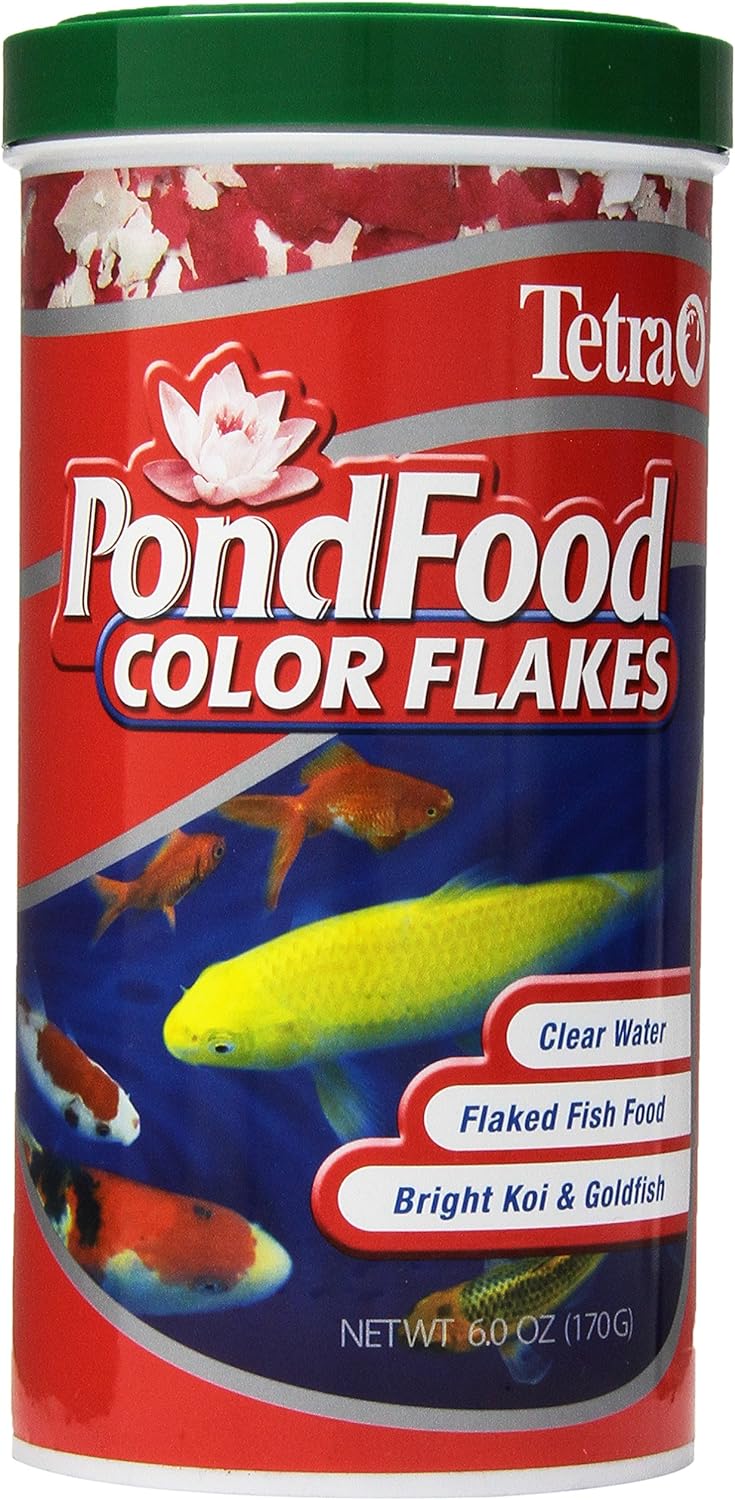 Tetra
PondFood
COLOR FLAKES
Clear Water
Flaked Fish Food
Bright Koi & Goldfish
NET WT 6.0 OZ (170G)